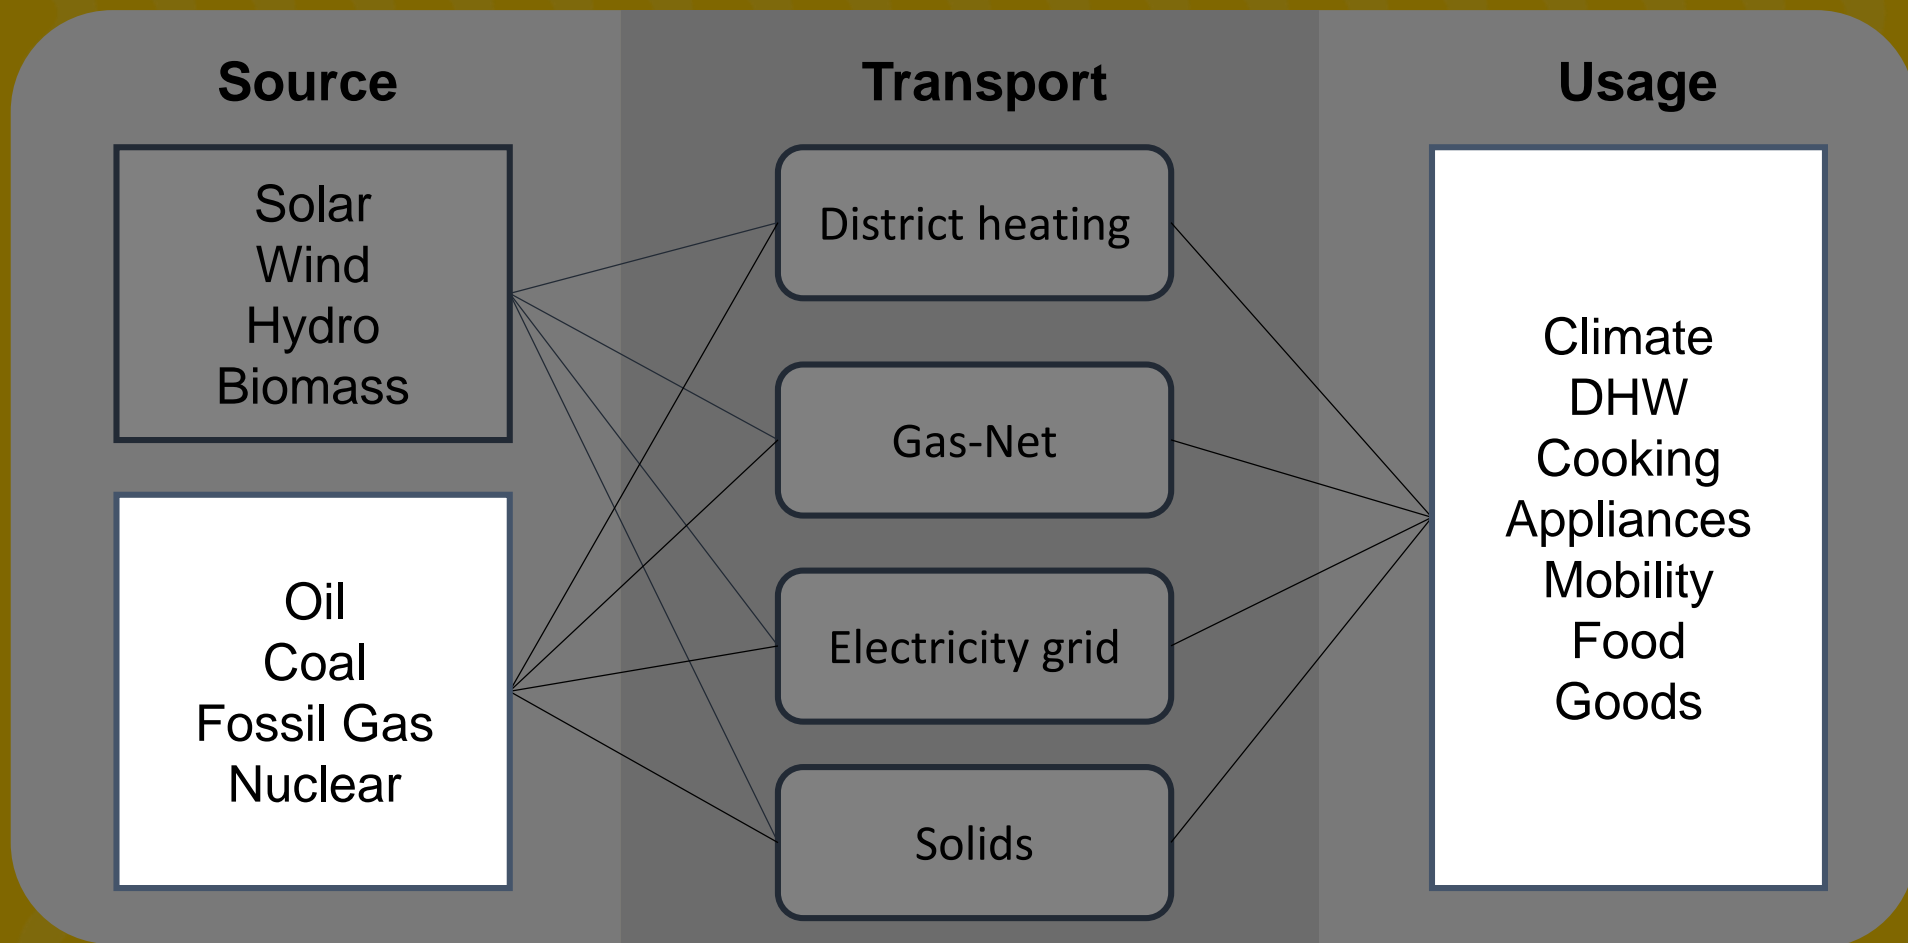 Source
Solar
Wind
Hydro
Biomass
Oil
Coal
Fossil Gas
Nuclear
Transport
District heating
Gas-Net
Electricity grid
Solids
Usage
Climate
DHW
Cooking
Appliances
Mobility
Food
Goods